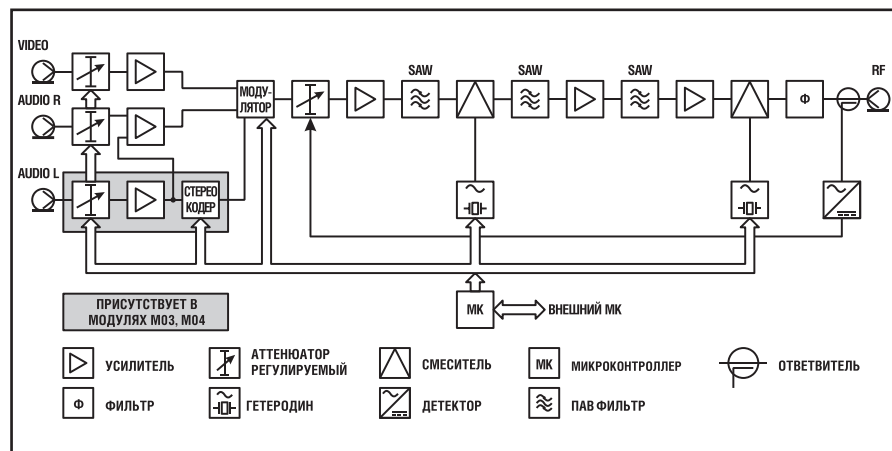 VIDEO
AUDIO R
AUDIO L
МОДУ-
ЛЯТОР
СТЕРЕО
КОДЕР
SAW
SAW
SAW
Ф
RF
МК
ВНЕШНИЙ МК
ПРИСУТСТВУЕТ В
МОДУЛЯХ М03, М04
УСИЛИТЕЛЬ
АТТЕНЮАТОР
РЕГУЛИРУЕМЫЙ
СМЕСИТЕЛЬ
МК
МИКРОКОНТРОЛЛЕР
ОТВЕТВИТЕЛЬ
Ф
ФИЛЬТР
ГЕТЕРОДИН
ДЕТЕКТОР
ПАВ ФИЛЬТР